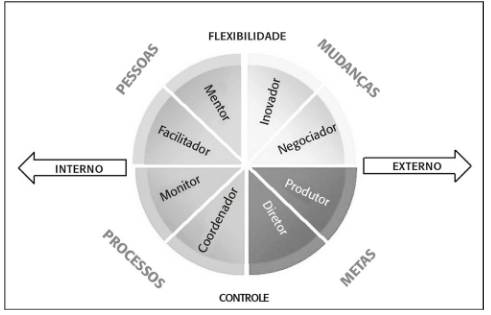 FLEXIBILIDADE
PESSOAS
MUDANÇAS
Mentor
Inovador
Facilitador
Negociador
INTERNO
EXTERNO
Monitor
Produtor
Coordenador
Diretor
PROCESSOS
METAS
CONTROLE